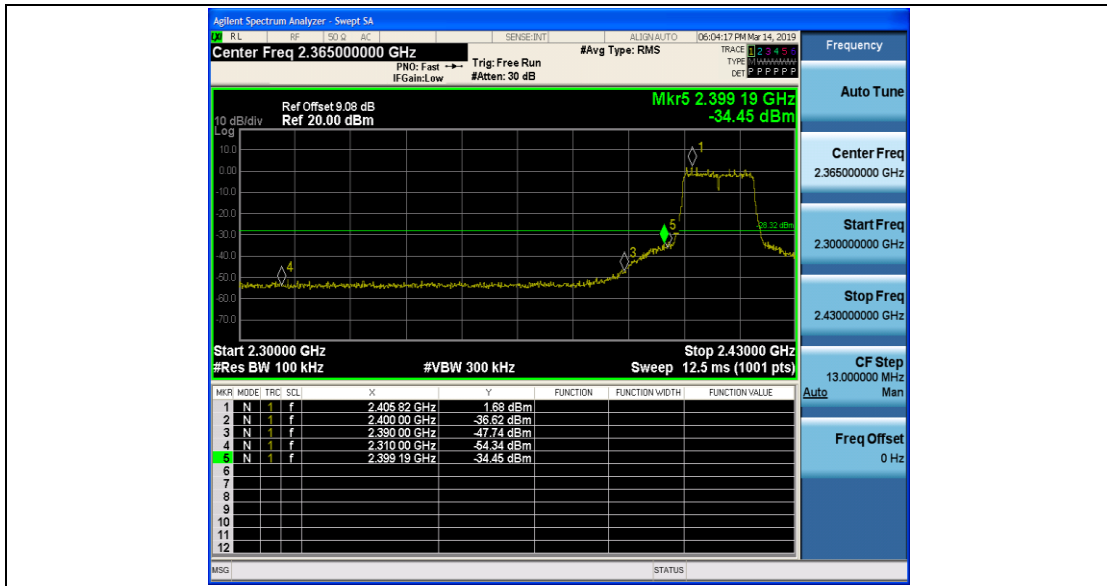 Agilent Spectrum Analyzer - Swept SA
RL RF 50 Ω AC SENSE:INT ALIGN AUTO 06:04:17 PM Mar 14, 2019
Center Freq 2.365000000 GHz #Avg Type: RMS TRACE 1 2 3 4 5 6
PNO: Fast Trig: Free Run TYPE M WWWWW
IFGain:Low #Atten: 30 dB DET P P P P P P
Mkr5 2.399 19 GHz
Ref Offset 9.08 dB
10 dB/div Ref 20.00 dBm -34.45 dBm
Log
10.0
1
0.00
-10.0
-20.0
-28.32 dBm
5
-30.0
3
-40.0
4
-50.0
-60.0
-70.0
Start 2.30000 GHz Stop 2.43000 GHz
#Res BW 100 kHz #VBW 300 kHz Sweep 12.5 ms (1001 pts)
MKR MODE TRC SCL X Y FUNCTION FUNCTION WIDTH FUNCTION VALUE
1 N 1 f 2.405 82 GHz 1.68 dBm
2 N 1 f 2.400 00 GHz -36.62 dBm
3 N 1 f 2.390 00 GHz -47.74 dBm
4 N 1 f 2.310 00 GHz -54.34 dBm
5 N 1 f 2.399 19 GHz -34.45 dBm
6
7
8
9
10
11
12
MSG STATUS
Frequency
Auto Tune
Center Freq
2.365000000 GHz
Start Freq
2.300000000 GHz
Stop Freq
2.430000000 GHz
CF Step
13.000000 MHz
Auto Man
Freq Offset
0 Hz